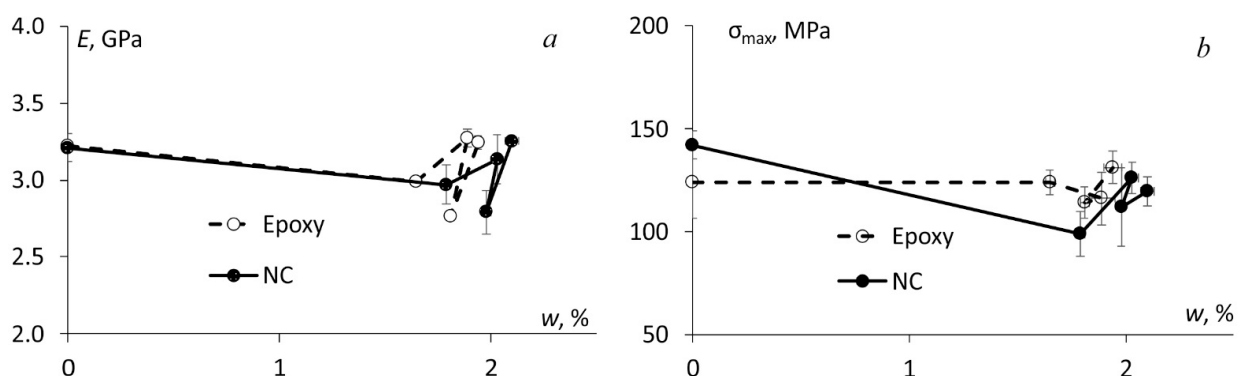 4.0
E, GPa
a
3.5
3.0
2.5
2.0
Epoxy
NC
w, %
0
1
2
200
σmax, MPa
b
150
100
50
Epoxy
NC
w, %
0
1
2